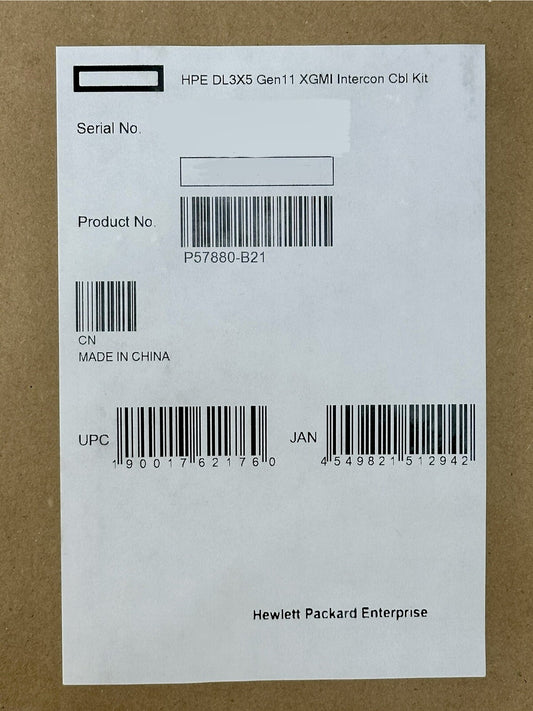 HPE DL3X5 Gen11 XGMI Intercon Cbl Kit
Serial No.
Product No.
P57880-B21
CN
MADE IN CHINA
UPC
1 90017 62176 0
JAN
4 549821 512942
Hewlett Packard Enterprise